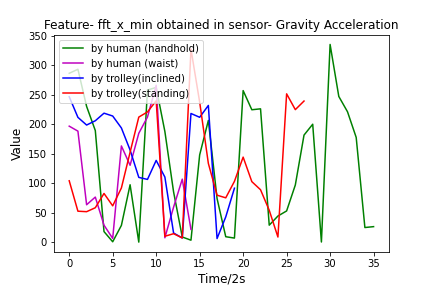 Feature- fft_x_min obtained in sensor- Gravity Acceleration
Value
350
300
250
200
150
100
50
0
by human (handhold)
by human (waist)
by trolley(inclined)
by trolley(standing)
0 5 10 15 20 25 30 35
Time/2s